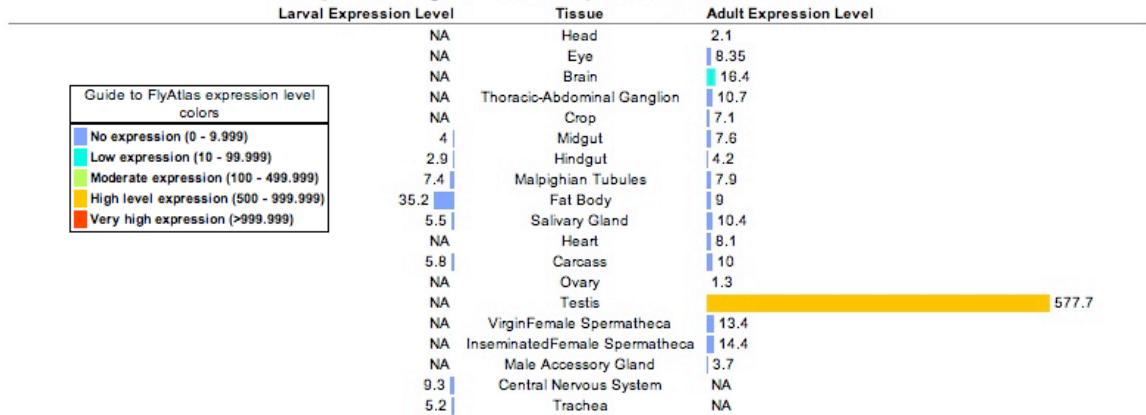 Larval Expression Level Tissue Adult Expression Level
NA Head 2.1
NA Eye 8.35
NA Brain 16.4
NA Thoracic-Abdominal Ganglion 10.7
NA Crop 7.1
4 Midgut 7.6
2.9 Hindgut 4.2
7.4 Malpighian Tubules 7.9
35.2 Fat Body 9
5.5 Salivary Gland 10.4
NA Heart 8.1
5.8 Carcass 10
NA Ovary 1.3
NA Testis 577.7
NA VirginFemale Spermatheca 13.4
NA InseminatedFemale Spermatheca 14.4
NA Male Accessory Gland 3.7
9.3 Central Nervous System NA
5.2 Trachea NA
Guide to FlyAtlas expression level
colors
No expression (0 - 9.999)
Low expression (10 - 99.999)
Moderate expression (100 - 499.999)
High level expression (500 - 999.999)
Very high expression (>999.999)